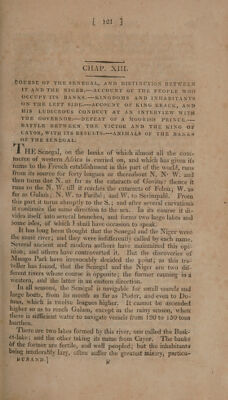 [ 121 ]
CHAP. XIII.
COURSE OF THE SENEGAL, AND DISTINCTION BETWEEN
IT AND THE NIGER.—ACCOUNT OF THE PEOPLE WHO
OCCUPY ITS BANKS.—KINGDOMS AND INHABITANTS
ON THE LEFT SIDE.—ACCOUNT OF KING BRACK, AND
HIS LUDICROUS CONDUCT AT AN INTERVIEW WITH
THE GOVERNOR.—DEFEAT OF A MOORISH PRINCE.—
BATTLE BETWEEN THE VICTOR AND THE KING OF
CAYOR, WITH ITS RESULTS.—ANIMALS OF THE BANKS
OF THE SENEGAL.
THE Senegal, on the banks of which almost all the com-
merce of western Africa is carried on, and which has given its
name to the French establishment in this part of the world, runs
from its source for forty leagues or thereabout N. N. W. and
then turns the N. as far as the cataracts of Govina: thence it
runs to the N. W. till it reaches the cataracts of Felou; W. as
far as Galam; N. W. to Faribé; and W. to Serinpalé. From
this part it turns abruptly to the S.; and after several curvatures
it continues the same direction to the sea. In its course it di-
vides itself into several branches, and forms two large lakes and
some isles, of which I shall have occasion to speak.
It has long been thought that the Senegal and the Niger were
the same river; and they were indifferently called by each name.
Several ancient and modern authors have maintained this opi-
nion; and others have controverted it. But the discoveries of
Mungo Park have irrevocably decided the point; as this tra-
veller has found, that the Senegal and the Niger are two dif-
ferent rivers whose course is opposite; the former running in a
western, and the latter in an eastern direction.
In all seasons, the Senegal is navigable for small vessels and
large boats, from its mouth as far as Podor, and even to Do-
mus, which is twelve leagues higher. It cannot be ascended
higher so as to reach Galam, except in the rainy season, when
there is sufficient water to navigate vessels from 130 to 150 tons
burthen.
There are two lakes formed by this river, one called the Bask-
et-lake; and the other taking its name from Cayor. The banks
of the former are fertile, and well peopled; but the inhabitants
being intolerably lazy, often suffer the greatest misery, particu-
DURAND.]